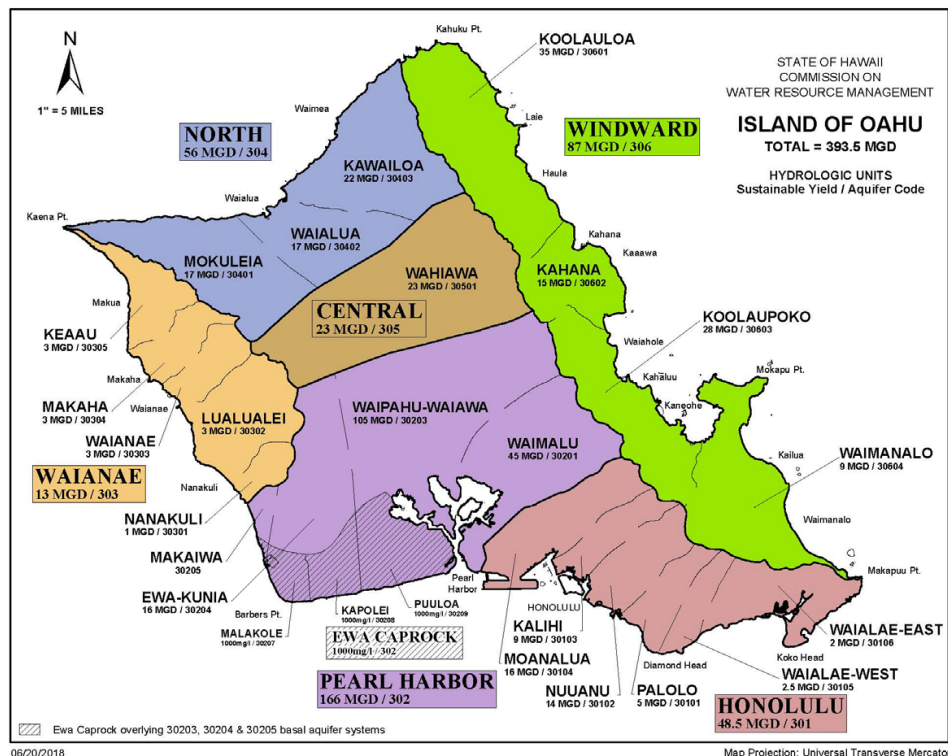 N
1" = 5 MILES
STATE OF HAWAII
COMMISSION ON
WATER RESOURCE MANAGEMENT
ISLAND OF OAHU
TOTAL = 393.5 MGD
HYDROLOGIC UNITS
Sustainable Yield / Aquifer Code
Kahuku Pt.
KOOLAULOA
35 MGD / 30601
Waimea
Laie
NORTH
56 MGD / 304
WINDWARD
87 MGD / 306
KAWAILOA
22 MGD / 30403
Haula
Waialua
Kaena Pt.
WAIALUA
17 MGD / 30402
Kahana
Kaaawa
MOKULEIA
17 MGD / 30401
WAHIAWA
23 MGD / 30501
KAHANA
15 MGD / 30602
Makua
CENTRAL
23 MGD / 305
KOOLAUPOKO
28 MGD / 30603
KEAAU
3 MGD / 30305
Waiahole
Makaha
Kahaluu
Mokapu Pt.
MAKAHA
3 MGD / 30304
Waianae
LUALUALEI
3 MGD / 30302
WAIPAHU-WAIAWA
105 MGD / 30203
Kaneohe
WAIANAE
3 MGD / 30303
WAIMALU
45 MGD / 30201
Kailua
WAIMANALO
9 MGD / 30604
WAIANAE
13 MGD / 303
Nanakuli
NANAKULI
1 MGD / 30301
Waimanalo
MAKAIWA
30205
Pearl
Harbor
Makapuu Pt.
EWA-KUNIA
16 MGD / 30204
Barbers Pt.
KAPOLEI
1000mg/l / 30208
PUULOA
1000mg/l / 30209
HONOLULU
MALAKOLE
1000mg/l / 30207
EWA CAPROCK
1000mg/l / 302
KALIHI
9 MGD / 30103
WAIALAE-EAST
2 MGD / 30106
MOANALUA
16 MGD / 30104
Diamond Head
Koko Head
PEARL HARBOR
166 MGD / 302
NUUANU
14 MGD / 30102
PALOLO
5 MGD / 30101
WAIALAE-WEST
2.5 MGD / 30105
HONOLULU
48.5 MGD / 301
Ewa Caprock overlying 30203, 30204 & 30205 basal aquifer systems
06/20/2018
Map Projection: Universal Transverse Mercato